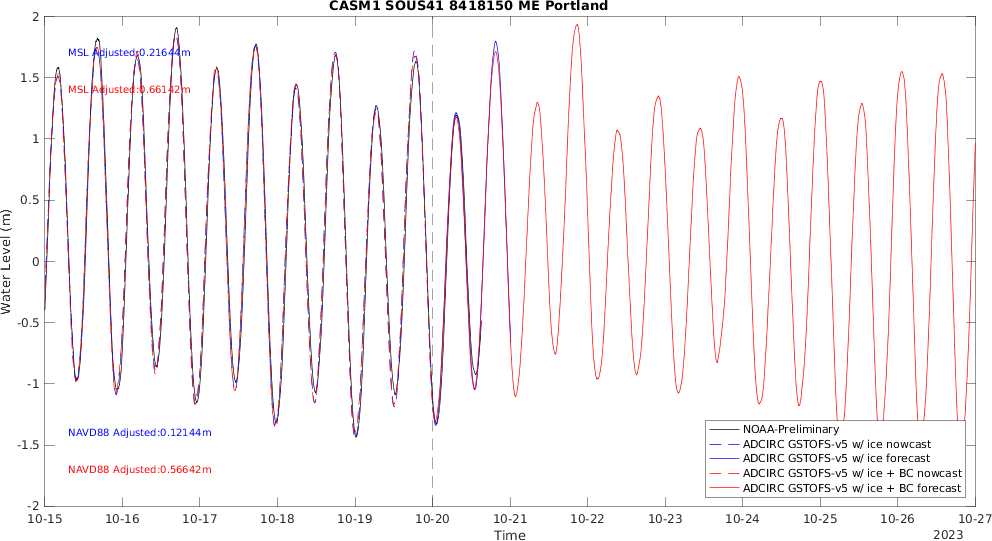 CASM1 SOUS41 8418150 ME Portland
2
1.5
1
0.5
0
-0.5
-1
-1.5
-2
Water Level (m)
MSL Adjusted:0.21644m
MSL Adjusted:0.66142m
NAVD88 Adjusted:0.12144m
NAVD88 Adjusted:0.56642m
NOAA-Preliminary
ADCIRC GSTOFS-v5 w/ ice nowcast
ADCIRC GSTOFS-v5 w/ ice forecast
ADCIRC GSTOFS-v5 w/ ice + BC nowcast
ADCIRC GSTOFS-v5 w/ ice + BC forecast
10-15 10-16 10-17 10-18 10-19 10-20 10-21 10-22 10-23 10-24 10-25 10-26 10-27
Time
2023